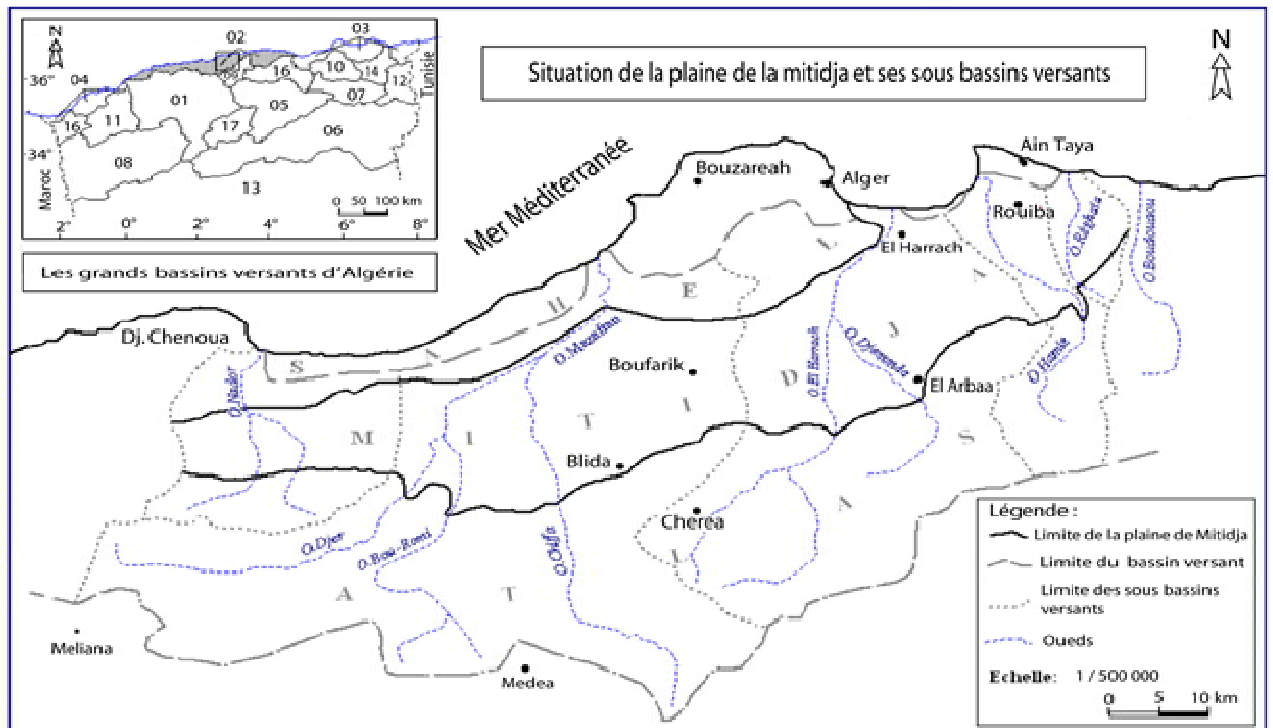 N
36°
34°
Maroc
Tunisie
02
03
04
01
16
10
14
12
07
05
16
11
17
06
08
13
0 50 100 km
2° 0° 2° 4° 6° 8°
Les grands bassins versants d'Algérie
Situation de la plaine de la mitidja et ses sous bassins versants
N
Mer Méditerranée
Bouzareah
Alger
Ain Taya
Rouiba
El Harrach
O.Réghaia
O.Boudouaou
Dj. Chenoua
S A H E L
O.Nador
O.Mazafran
Boufarik
O.El Harrach
O.Djemmaa
El Arbaa
O.Hamiz
M I T I D J A
Blida
Cherea
O.Djer
O.Bou-Romi
O.Chiffa
A T L A S
Meliana
Medea
Légende :
Limite de la plaine de Mitidja
Limite du bassin versant
Limite des sous bassins
versants
Oueds
Echelle: 1 / 500 000
0 5 10 km